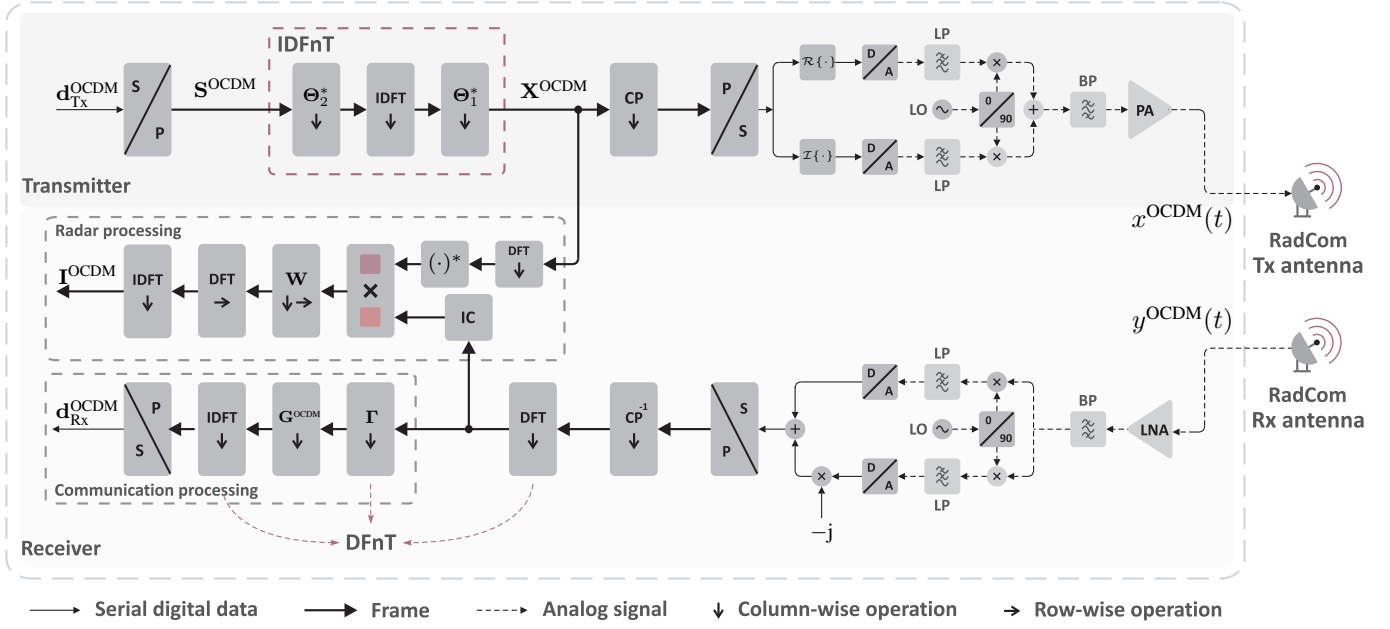 IDFnT
LP
d_Tx^OCDM
S
P
S^OCDM
Θ_2^*
IDFT
Θ_1^*
X^OCDM
CP
P
S
ℛ{·}
D
A
LO
0
90
BP
PA
ℐ{·}
D
A
LP
Transmitter
x^OCDM(t)
RadCom
Tx antenna
Radar processing
I^OCDM
IDFT
DFT
W
(·)*
DFT
IC
y^OCDM(t)
RadCom
Rx antenna
d_Rx^OCDM
P
S
IDFT
G^OCDM
Γ
DFT
CP^-1
S
P
D
A
LP
LO
0
90
BP
LNA
D
A
LP
−j
Communication processing
DFnT
Receiver
Serial digital data
Frame
Analog signal
Column-wise operation
Row-wise operation